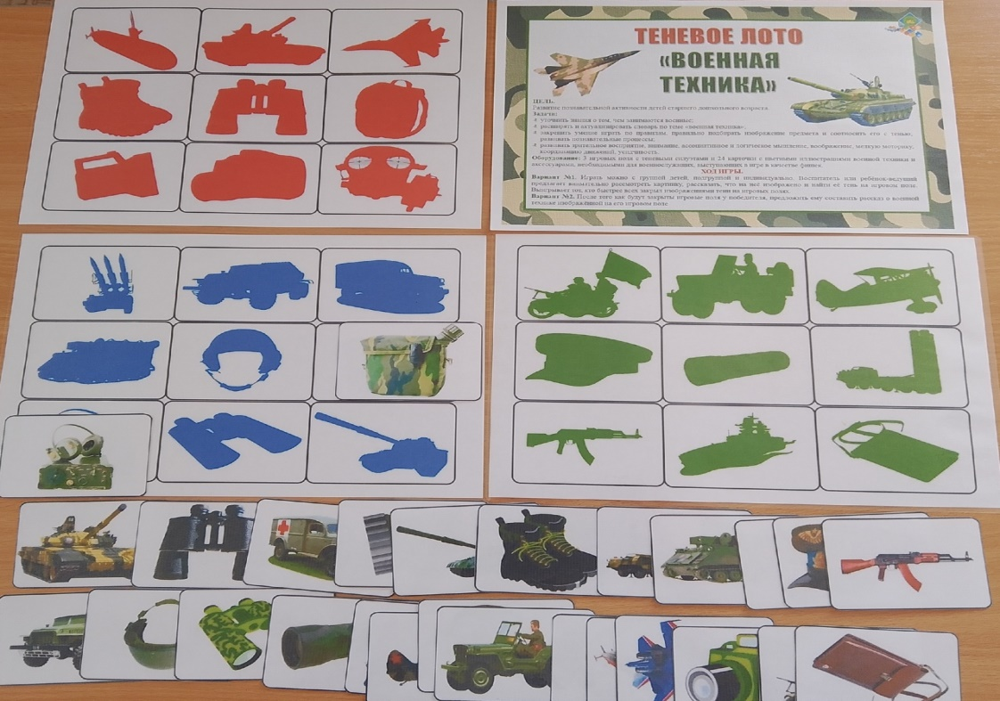 ТЕНЕВОЕ ЛОТО
«ВОЕННАЯ
ТЕХНИКА»
ЦЕЛЬ.
Развитие познавательной активности детей старшего дошкольного возраста.
Задачи:
уточнить знания о том, чем занимаются военные;
расширять и активизировать словарь по теме «военная техника»;
закрепить умения играть по правилам, правильно подбирать изображение предмета и соотносить его с тенью;
развивать познавательные процессы;
развивать зрительное восприятие, внимание, ассоциативное и логическое мышление, воображение, мелкую моторику,
координацию движений, усидчивость.
Оборудование: 3 игровых поля с теневыми силуэтами и 24 карточки с цветными иллюстрациями военной техники и
аксессуарами, необходимыми для военнослужащих, выступающих в игре в качестве фишек.
ХОД ИГРЫ.
Вариант №1. Играть можно с группой детей, подгруппой и индивидуально. Воспитатель или ребёнок-ведущий
предлагает внимательно рассмотреть картинку, рассказать, что на ней изображено и найти её тень на игровом поле.
Выигрывает тот, кто быстрее всех закрыл изображениями тени на игровых полях.
Вариант №2. После того как будут закрыты игровые поля у победителя, предложить ему составить рассказ о военной
технике изображённой на его игровом поле